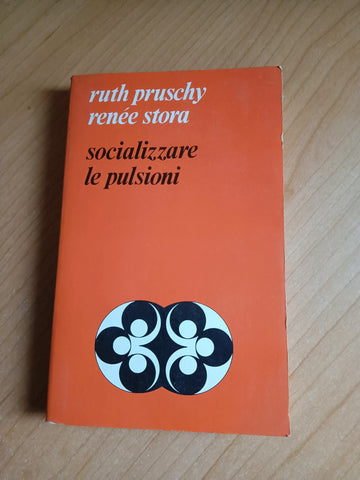 ruth pruschy
renée stora
socializzare
le pulsioni